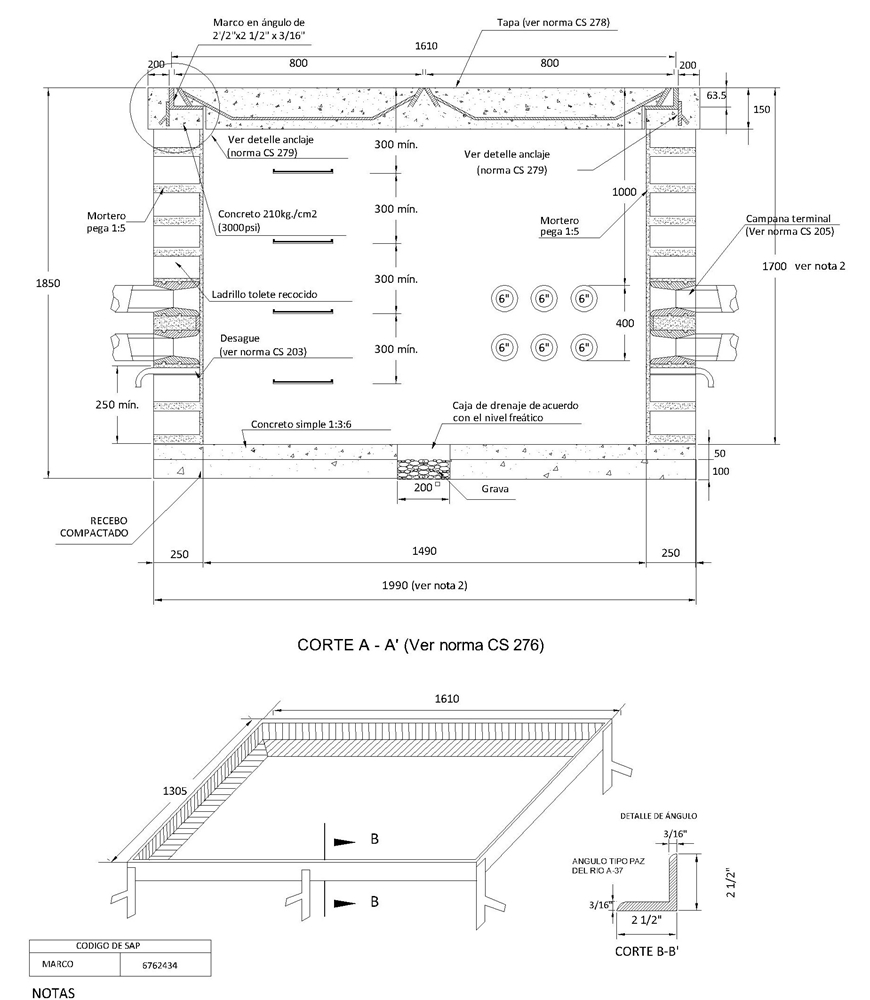 Marco en ángulo de
2'/2"x2 1/2" x 3/16"
Tapa (ver norma CS 278)
1610
200
800
800
200
63.5
150
Ver detelle anclaje
(norma CS 279)
300 mín.
Ver detelle anclaje
(norma CS 279)
1000
Mortero
pega 1:5
Concreto 210kg./cm2
(3000psi)
300 mín.
Mortero
pega 1:5
Campana terminal
(Ver norma CS 205)
1850
1700 ver nota 2
Ladrillo tolete recocido
300 mín.
6" 6" 6"
400
Desague
(ver norma CS 203)
300 mín.
6" 6" 6"
250 mín.
Concreto simple 1:3:6
Caja de drenaje de acuerdo
con el nivel freático
50
100
200
Grava
RECEBO
COMPACTADO
250
1490
250
1990 (ver nota 2)
CORTE A - A' (Ver norma CS 276)
1610
1305
B
B
DETALLE DE ÁNGULO
3/16"
ANGULO TIPO PAZ
DEL RIO A-37
3/16"
2 1/2"
2 1/2"
CORTE B-B'
CODIGO DE SAP
MARCO 6762434
NOTAS